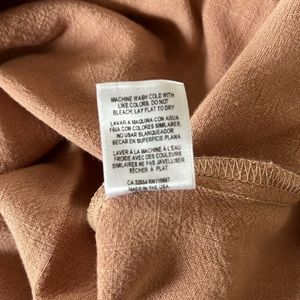 MACHINE WASH COLD WITH
LIKE COLORS. DO NOT
BLEACH, LAY FLAT TO DRY
LAVAR A MAQUINA CON AGUA
FRIA CON COLORES SIMILARES.
NO USAR BLANQUEADOR
SECAR EN SUPERFICIE PLANA.
LAVER À LA MACHINE À L'EAU
FROIDE AVEC DES COULEURS
SIMILAIRES NE PAS JAVELLISER
SÉCHER À PLAT
CA 32054 RN119667
MADE IN THE USA